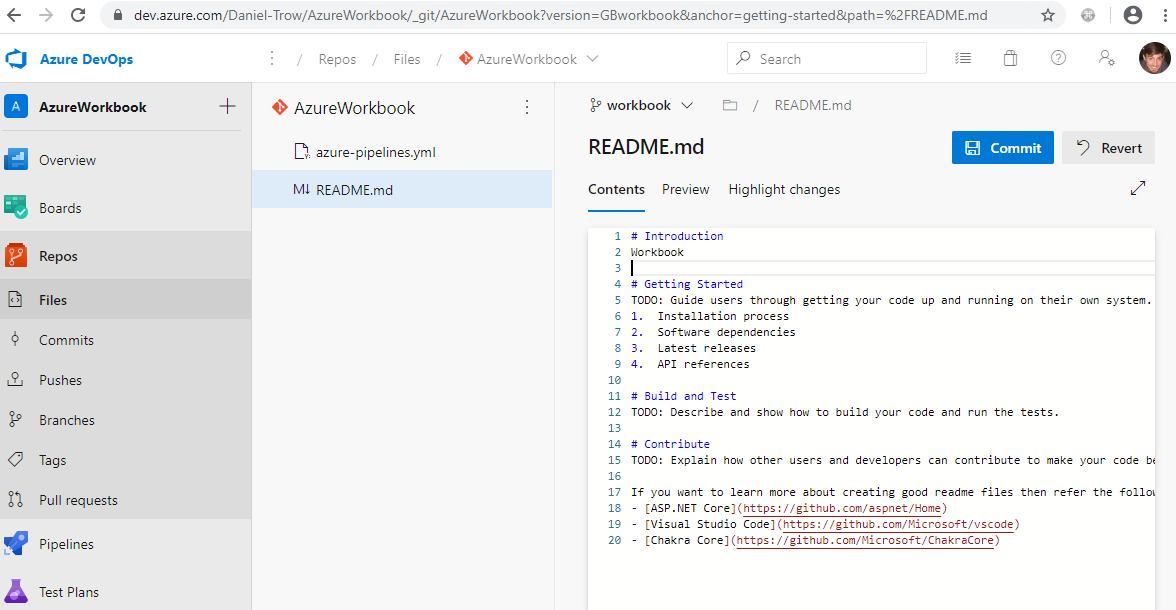 dev.azure.com/Daniel-Trow/AzureWorkbook/_git/AzureWorkbook?version=GBworkbook&anchor=getting-started&path=%2FREADME.md
Azure DevOps
/ Repos / Files / AzureWorkbook
Search
A AzureWorkbook +
Overview
Boards
Repos
Files
Commits
Pushes
Branches
Tags
Pull requests
Pipelines
Test Plans
AzureWorkbook
azure-pipelines.yml
M↓ README.md
workbook / README.md
README.md
Commit
Revert
Contents Preview Highlight changes
1 # Introduction
2 Workbook
3
4 # Getting Started
5 TODO: Guide users through getting your code up and running on their own system.
6 1. Installation process
7 2. Software dependencies
8 3. Latest releases
9 4. API references
10
11 # Build and Test
12 TODO: Describe and show how to build your code and run the tests.
13
14 # Contribute
15 TODO: Explain how other users and developers can contribute to make your code be
16
17 If you want to learn more about creating good readme files then refer the follow
18 - [ASP.NET Core](https://github.com/aspnet/Home)
19 - [Visual Studio Code](https://github.com/Microsoft/vscode)
20 - [Chakra Core](https://github.com/Microsoft/ChakraCore)